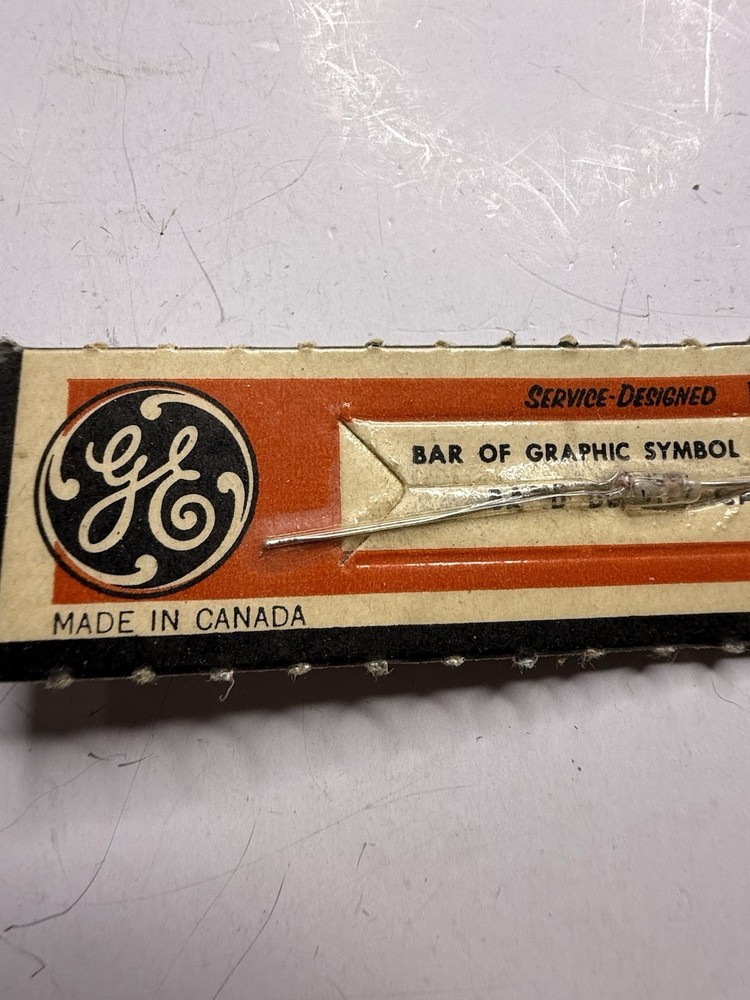 GE
SERVICE-DESIGNED
BAR OF GRAPHIC SYMBOL
MADE IN CANADA